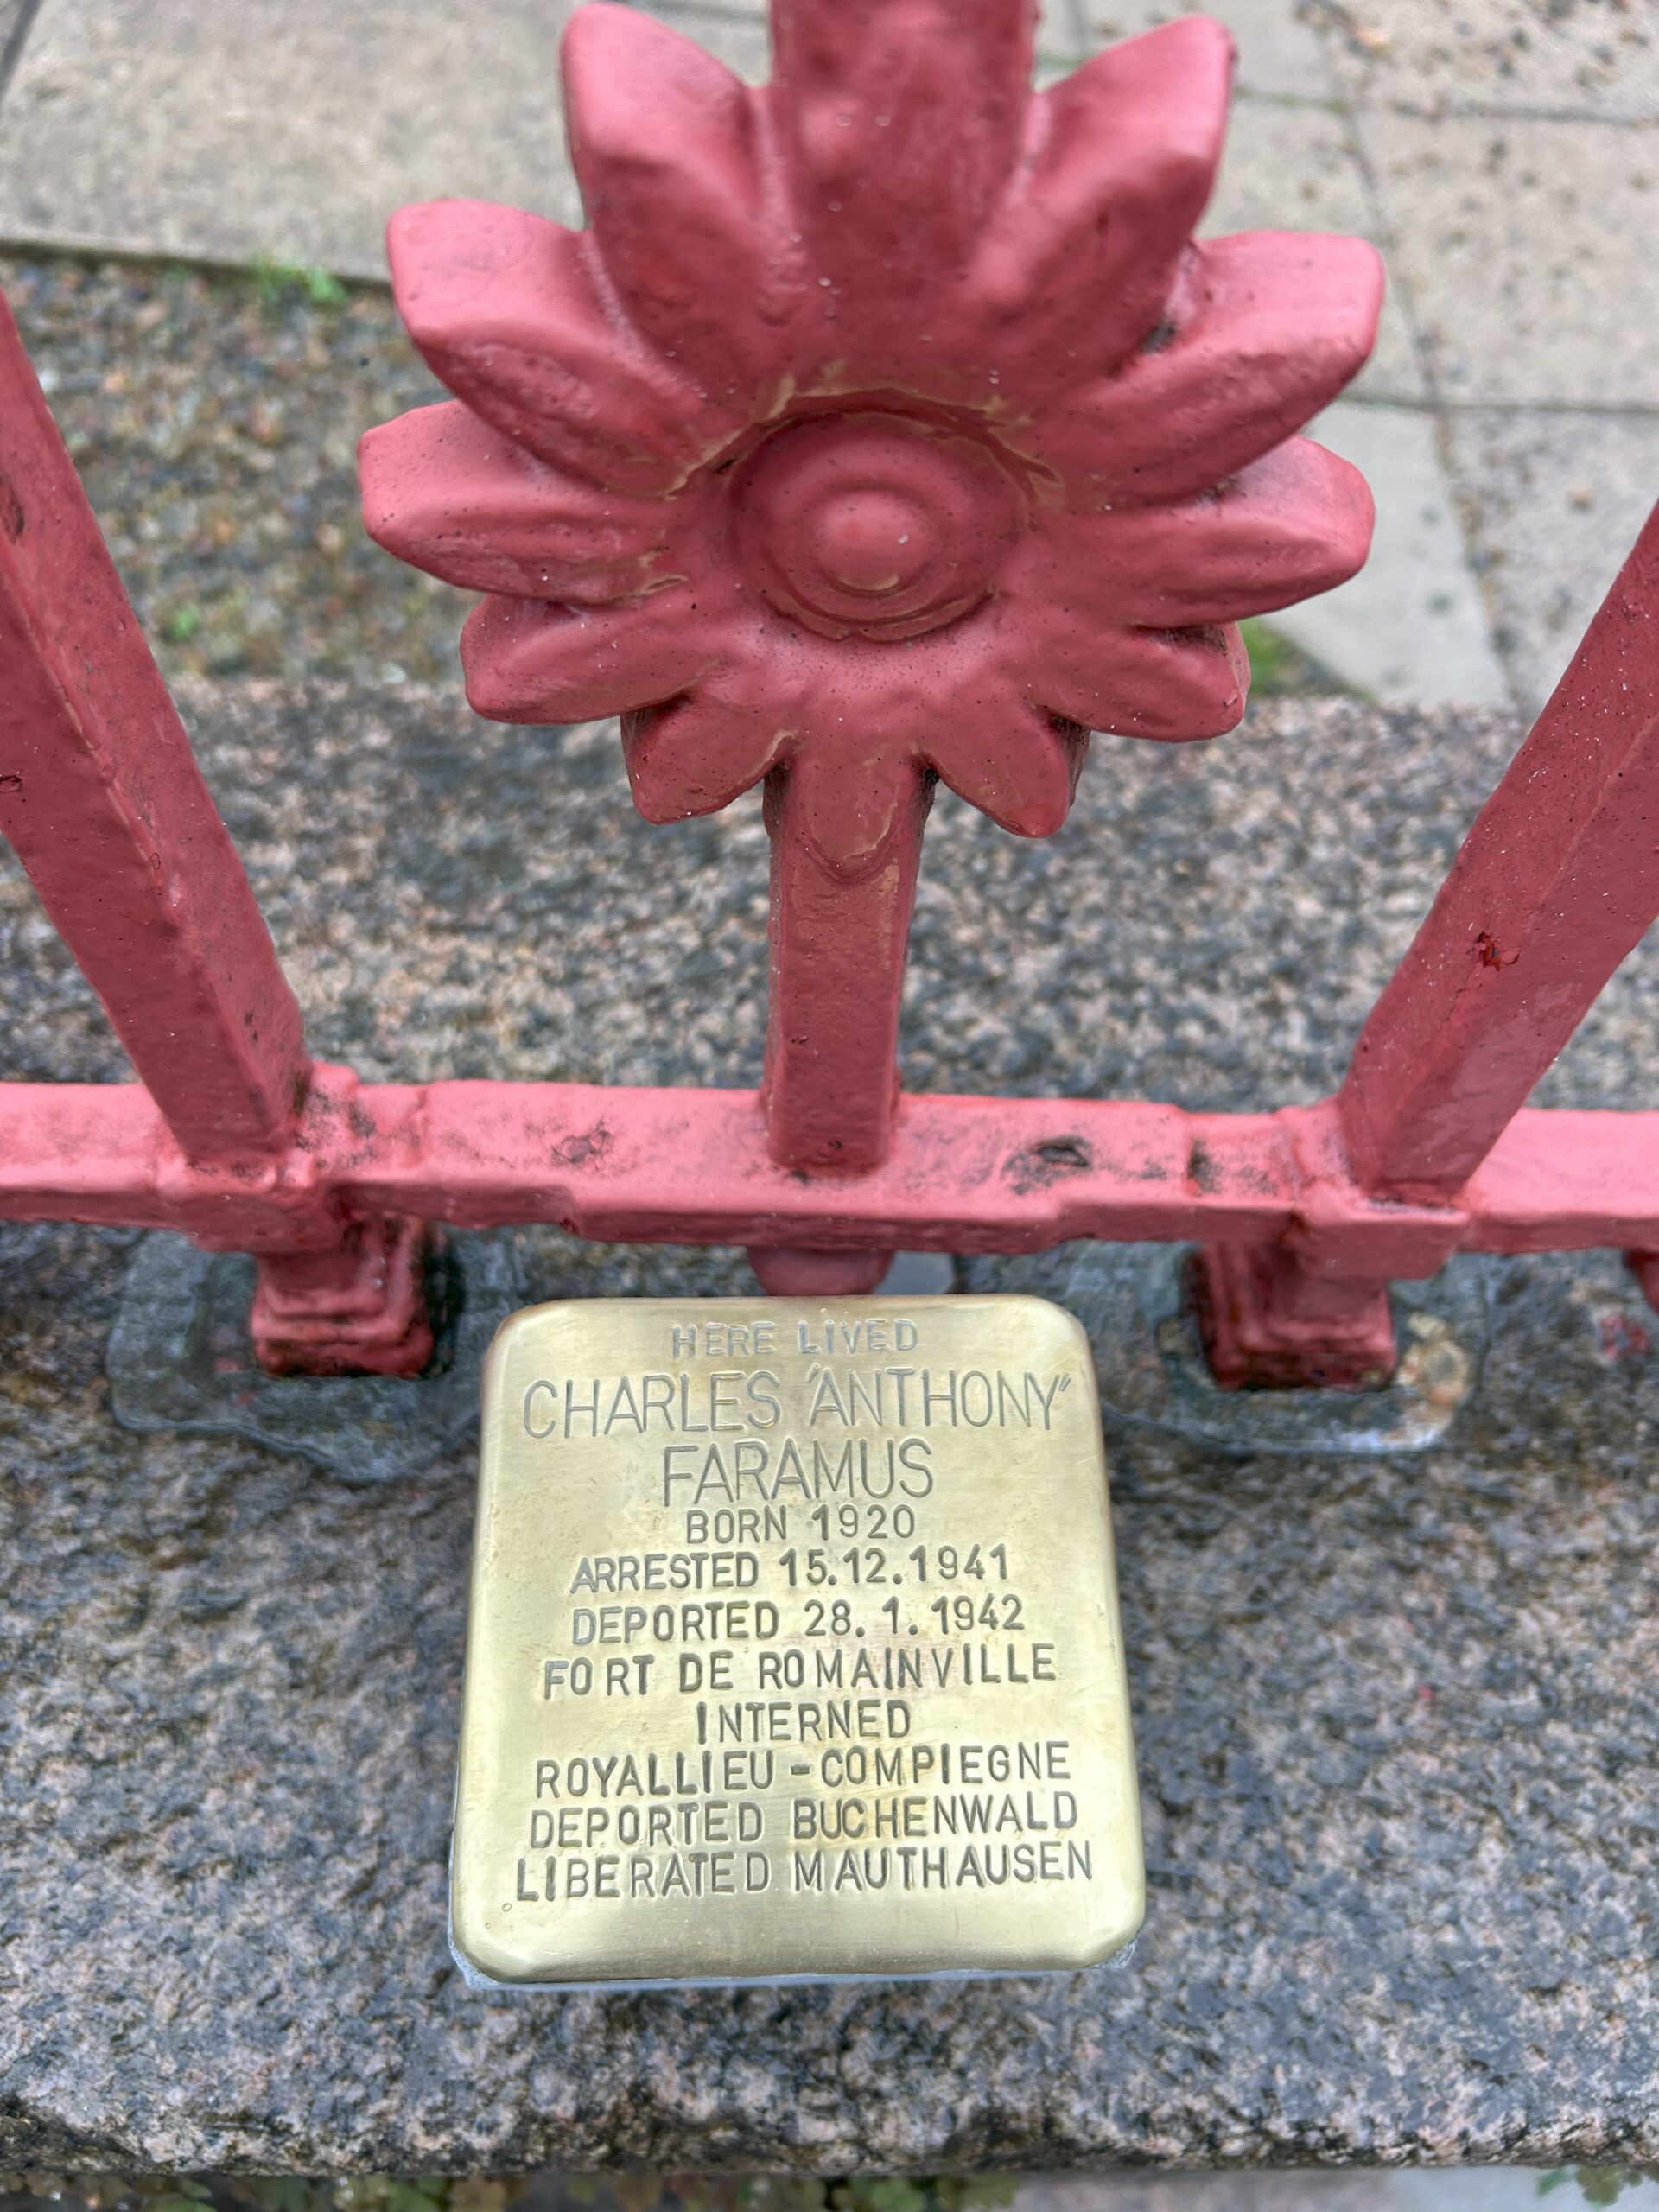 HERE LIVED
CHARLES "ANTHONY"
FARAMUS
BORN 1920
ARRESTED 15.12.1941
DEPORTED 28.1.1942
FORT DE ROMAINVILLE
INTERNED
ROYALLIEU-COMPIEGNE
DEPORTED BUCHENWALD
LIBERATED MAUTHAUSEN